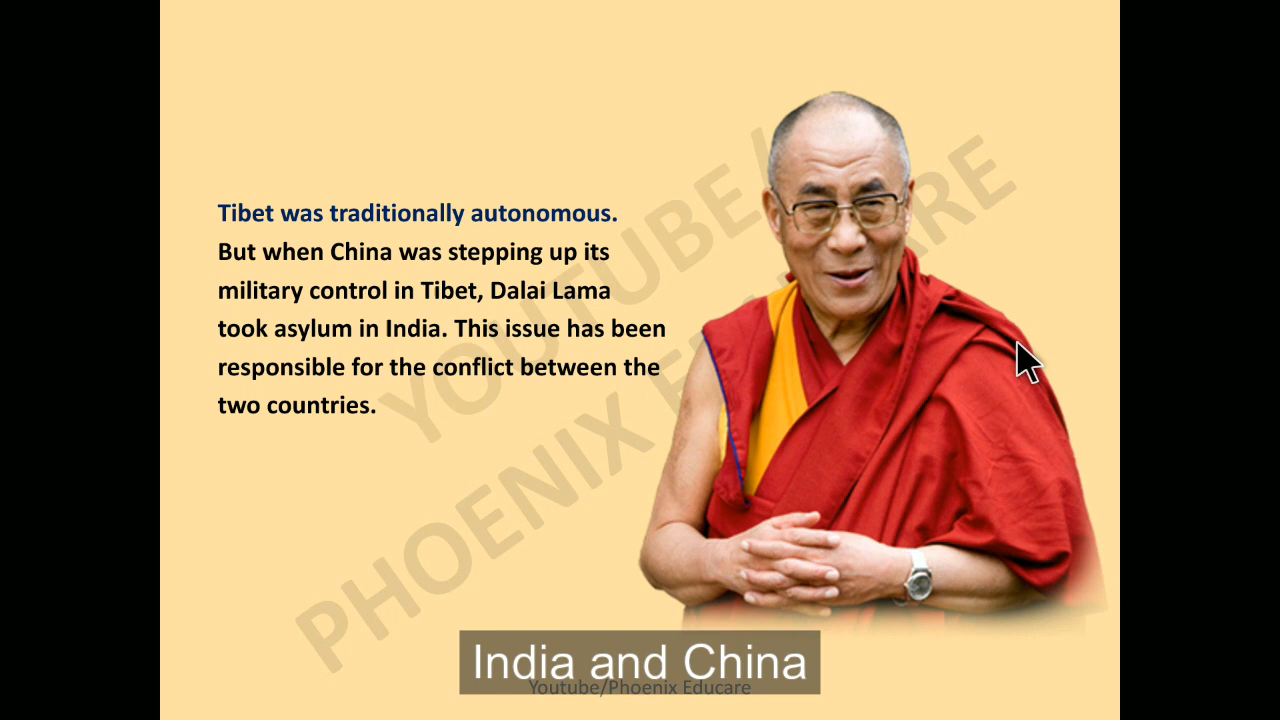 Tibet was traditionally autonomous.
But when China was stepping up its
military control in Tibet, Dalai Lama
took asylum in India. This issue has been
responsible for the conflict between the
two countries.
YOUTUBE/
PHOENIX EDUCARE
India and China
Youtube/Phoenix Educare